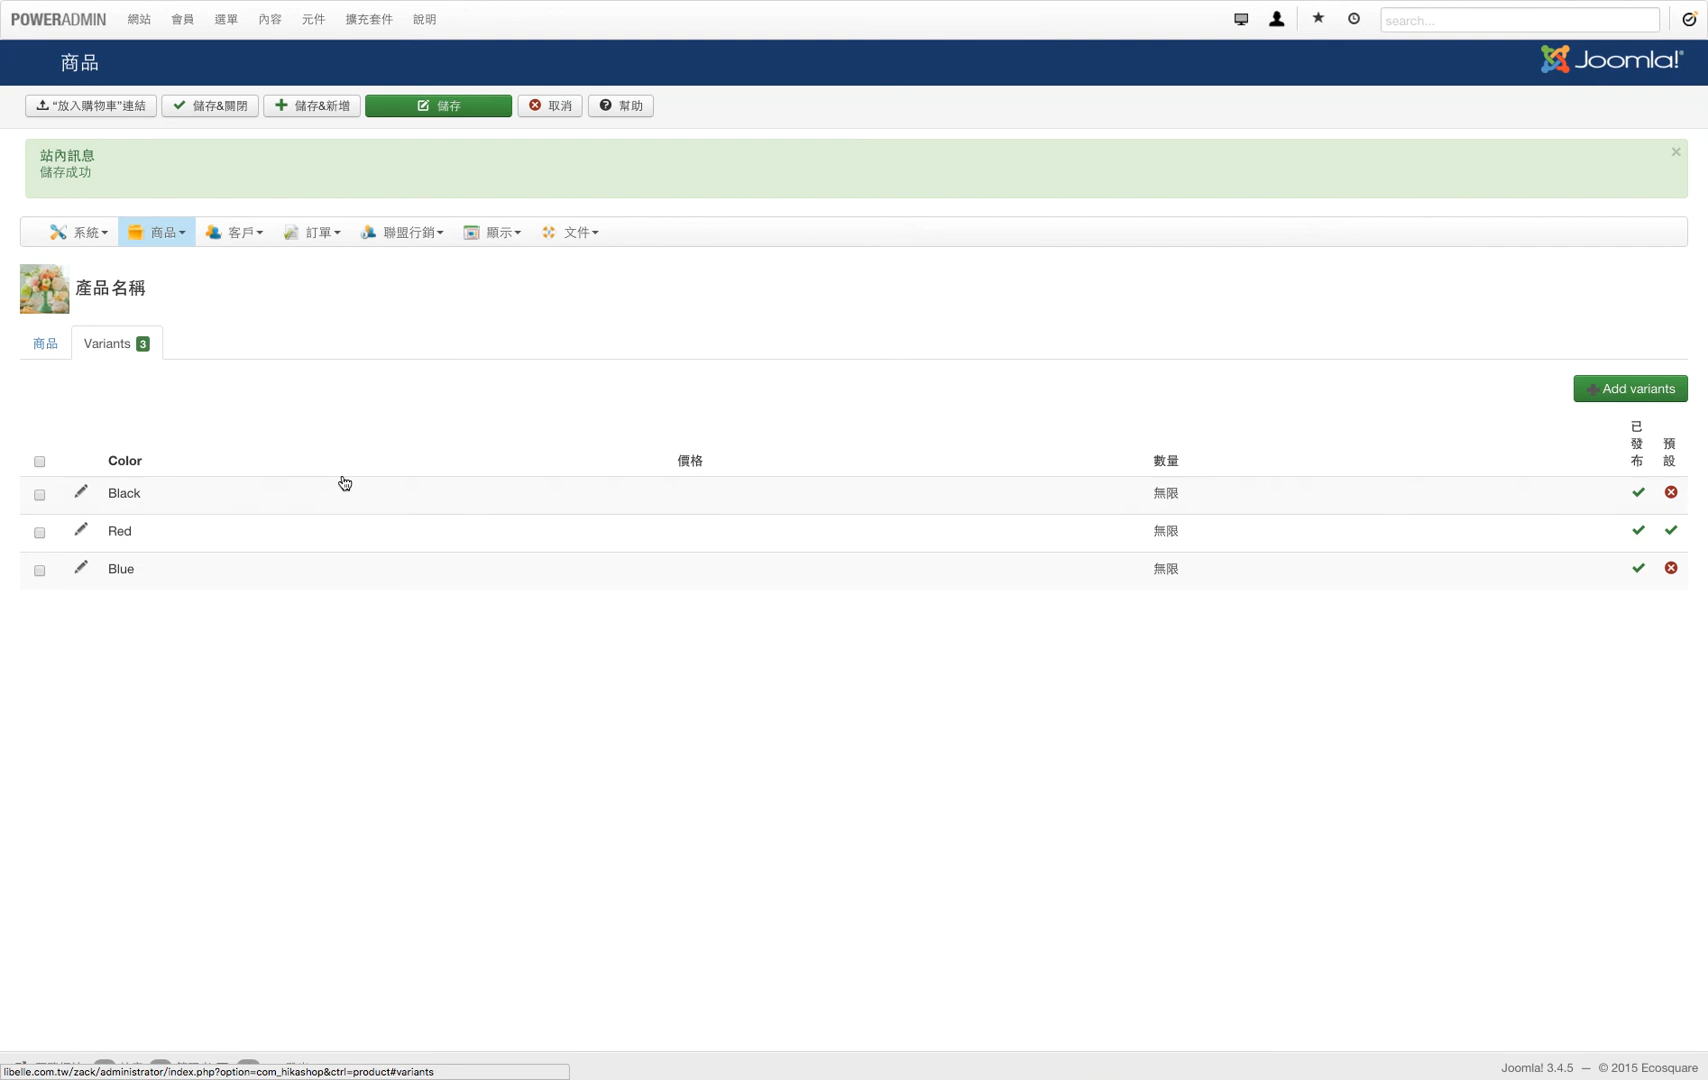 POWERADMIN 網站 會員 選單 內容 元件 擴充套件 說明 search...
商品 Joomla!®
"放入購物車"連結 儲存&關閉 儲存&新增 儲存 取消 幫助
站內訊息
儲存成功
×
系統 商品 客戶 訂單 聯盟行銷 顯示 文件
產品名稱
商品 Variants 3
Add variants
Color 價格 數量 已發布 預設
Black 無限
Red 無限
Blue 無限
libelle.com.tw/zack/administrator/index.php?option=com_hikashop&ctrl=product#variants
Joomla! 3.4.5 — © 2015 Ecosquare